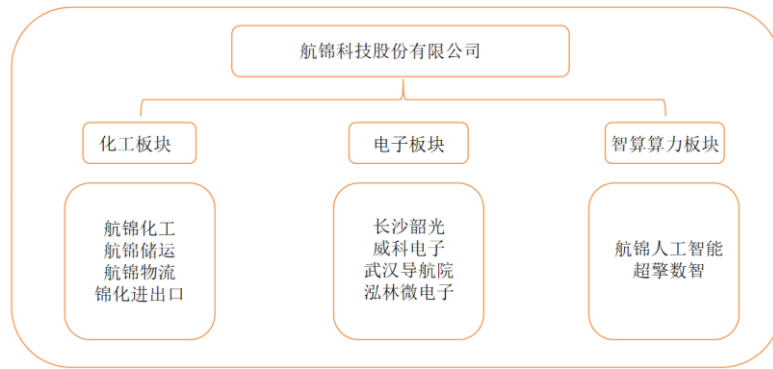 航锦科技股份有限公司
化工板块
电子板块
智算算力板块
航锦化工
航锦储运
航锦物流
锦化进出口
长沙韶光
威科电子
武汉导航院
泓林微电子
航锦人工智能
超擎数智